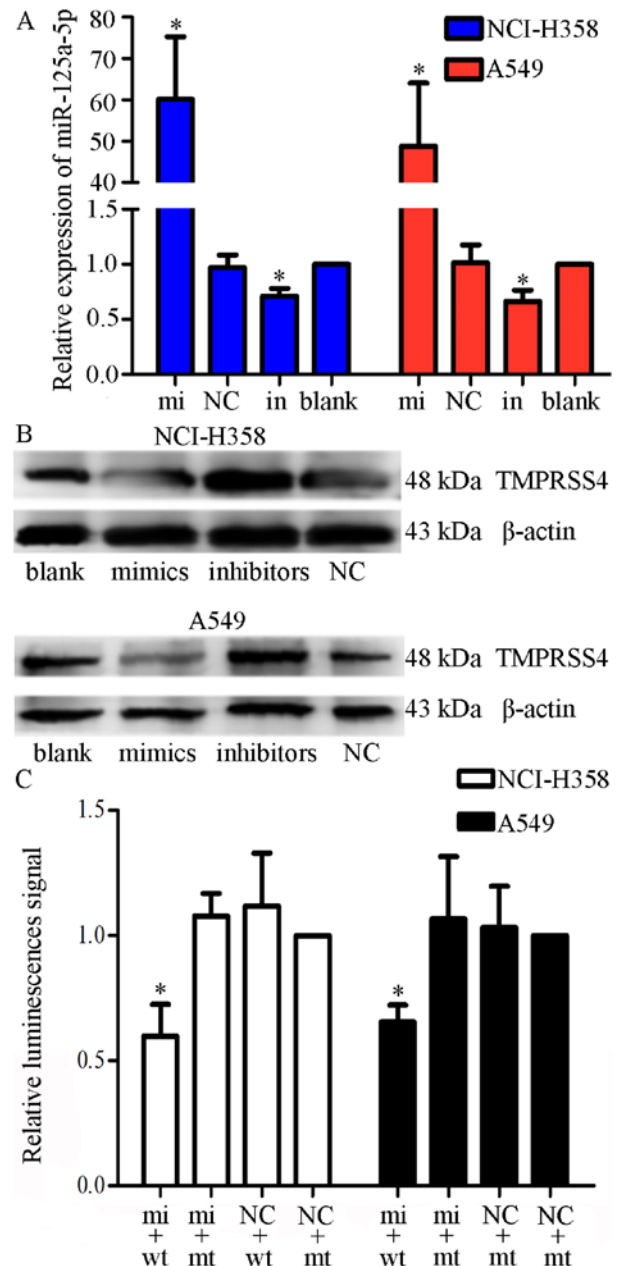 A
Relative expression of miR-125a-5p
80
70
60
50
40
1.5
1.0
0.5
0.0
*
*
*
*
NCI-H358
A549
mi NC in blank mi NC in blank
B
NCI-H358
48 kDa TMPRSS4
43 kDa β-actin
blank mimics inhibitors NC
A549
48 kDa TMPRSS4
43 kDa β-actin
blank mimics inhibitors NC
C
NCI-H358
A549
Relative luminescences signal
1.5
1.0
0.5
0.0
*
*
mi mi NC NC mi mi NC NC
+ + + + + + + +
wt mt wt mt wt mt wt mt